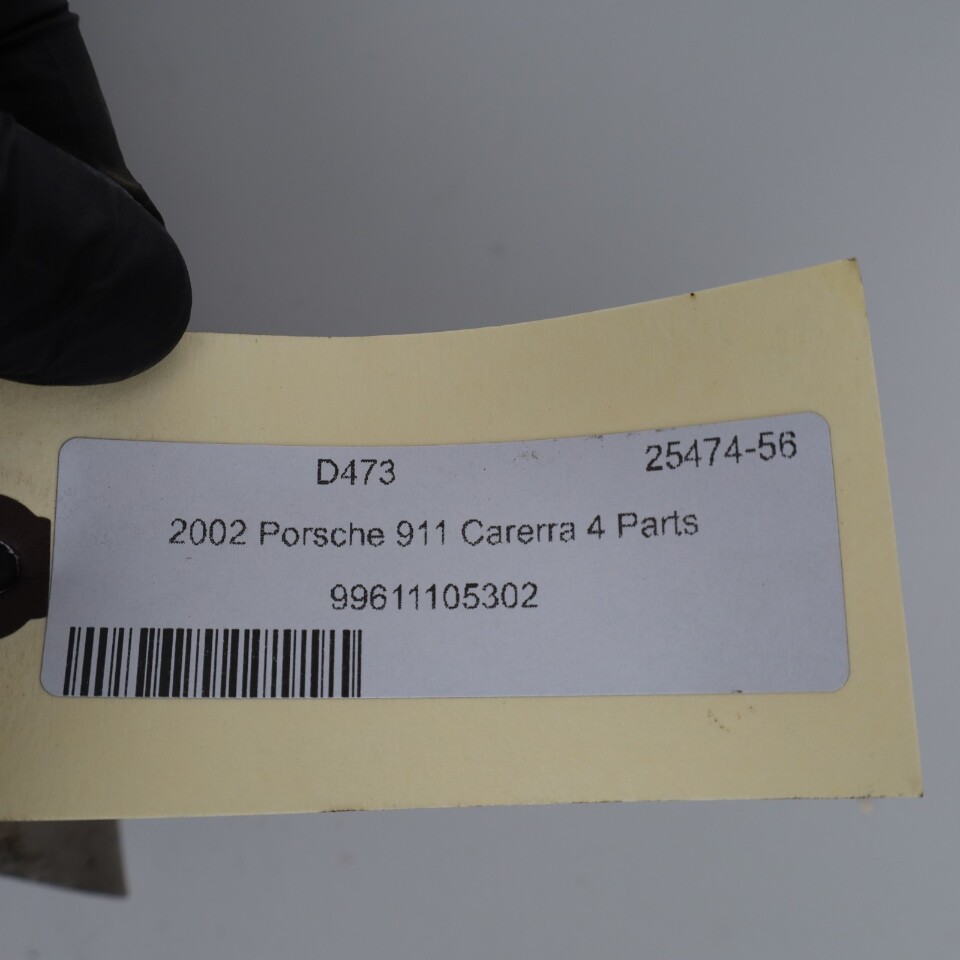 D473 25474-56
2002 Porsche 911 Carerra 4 Parts
99611105302